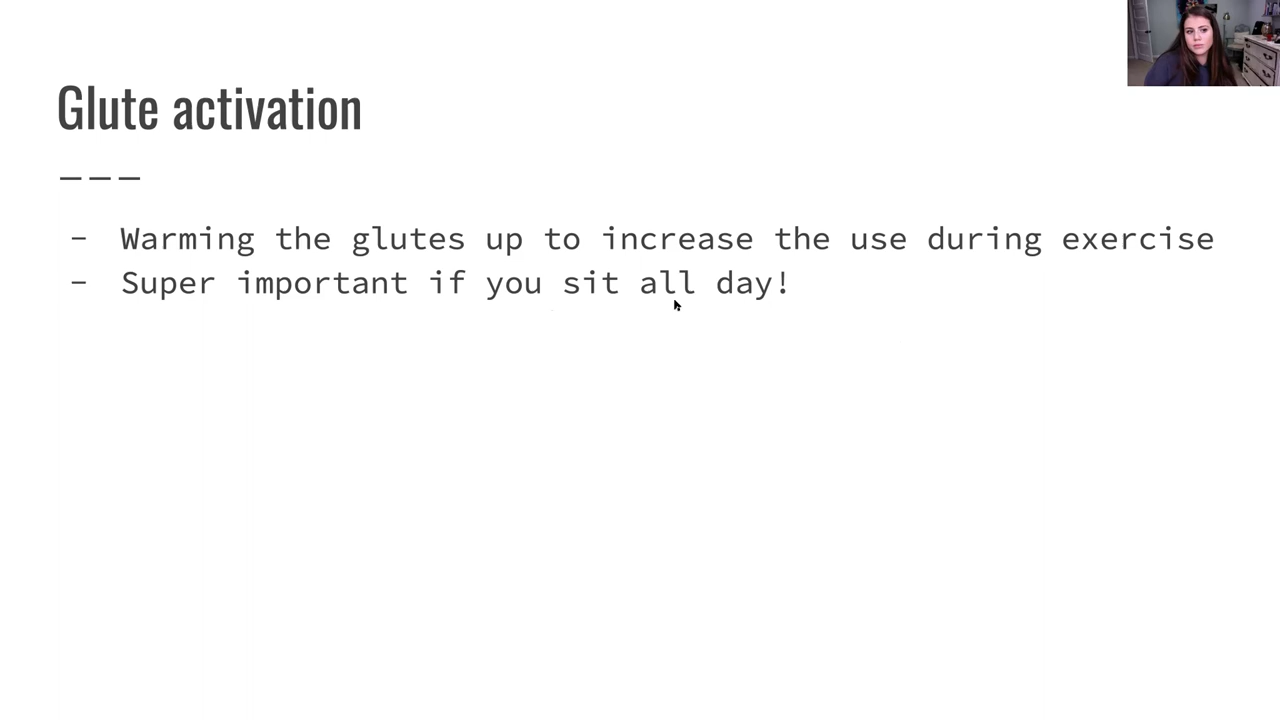 Glute activation
- Warming the glutes up to increase the use during exercise
- Super important if you sit all day!